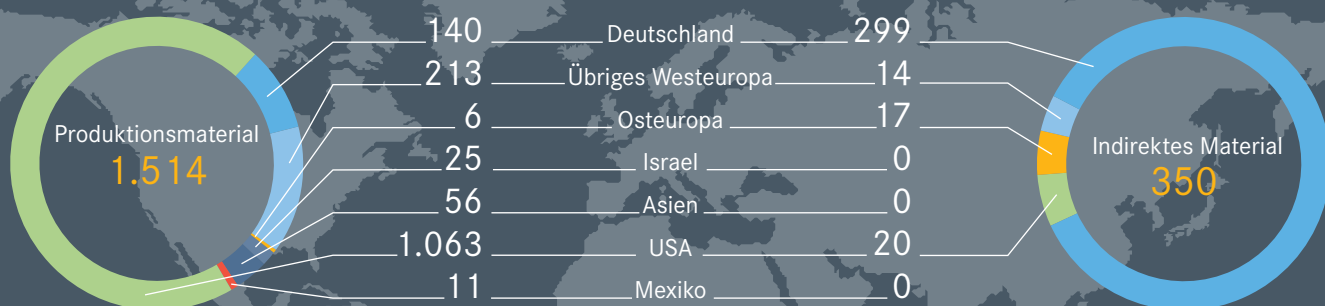 140 Deutschland 299
213 Übriges Westeuropa 14
6 Osteuropa 17
Produktionsmaterial
1.514
25 Israel 0
Indirektes Material
350
56 Asien 0
1.063 USA 20
11 Mexiko 0